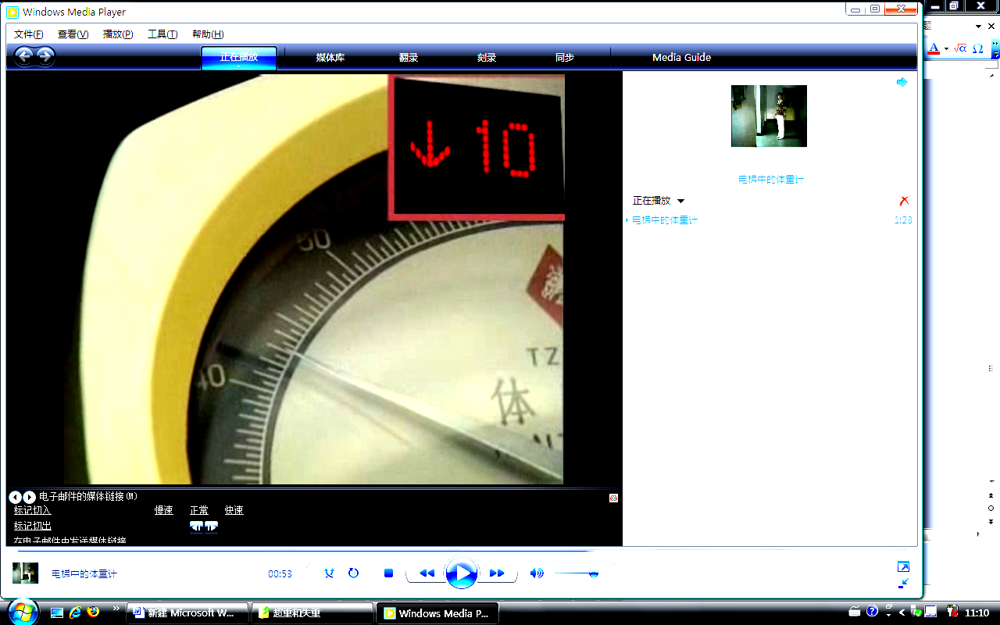 Windows Media Player
文件(F) 查看(V) 播放(P) 工具(T) 帮助(H)
正在播放 媒体库 翻录 刻录 同步 Media Guide
题
A √α Ω
↓ 10
50
40
TZ
体
电梯中的体重计
正在播放
电梯中的体重计 1:23
电子邮件的媒体链接(M)
标记切入 慢速 正常 快速
标记切出
在电子邮件中发送媒体链接
电梯中的体重计 00:53
新建 Microsoft W... 超重和失重 Windows Media P... 11:10